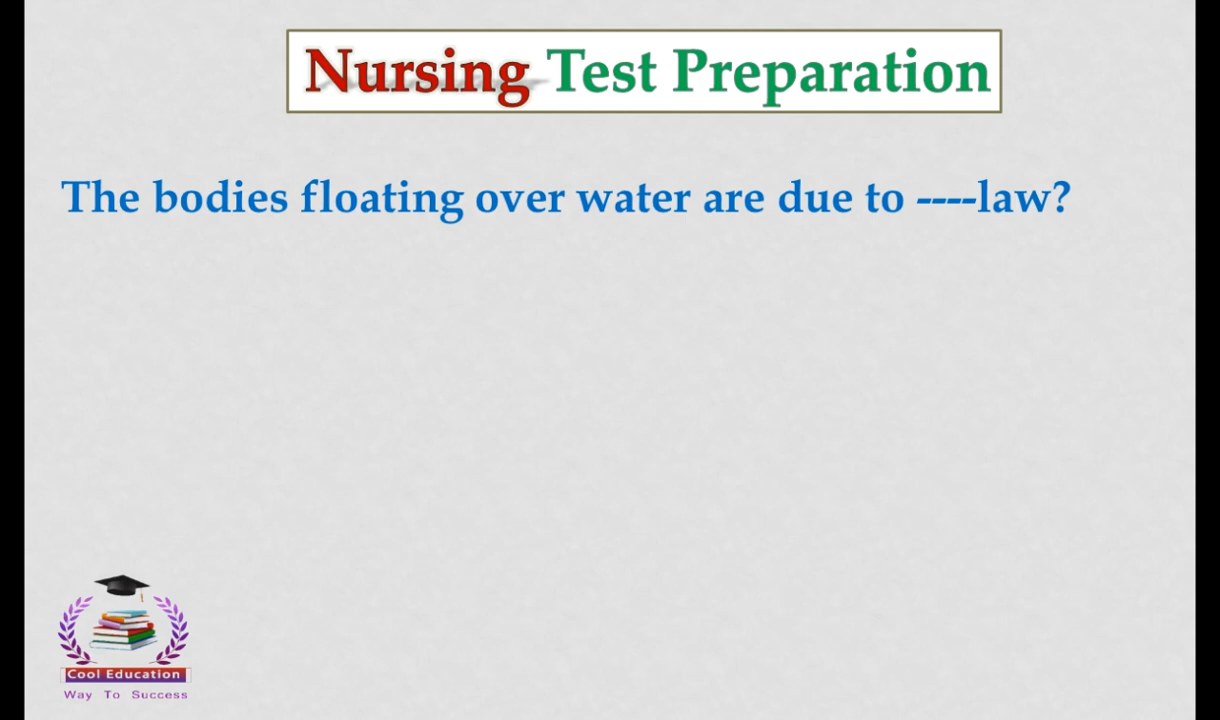 Nursing Test Preparation
The bodies floating over water are due to ----law?
Cool Education
Way To Success